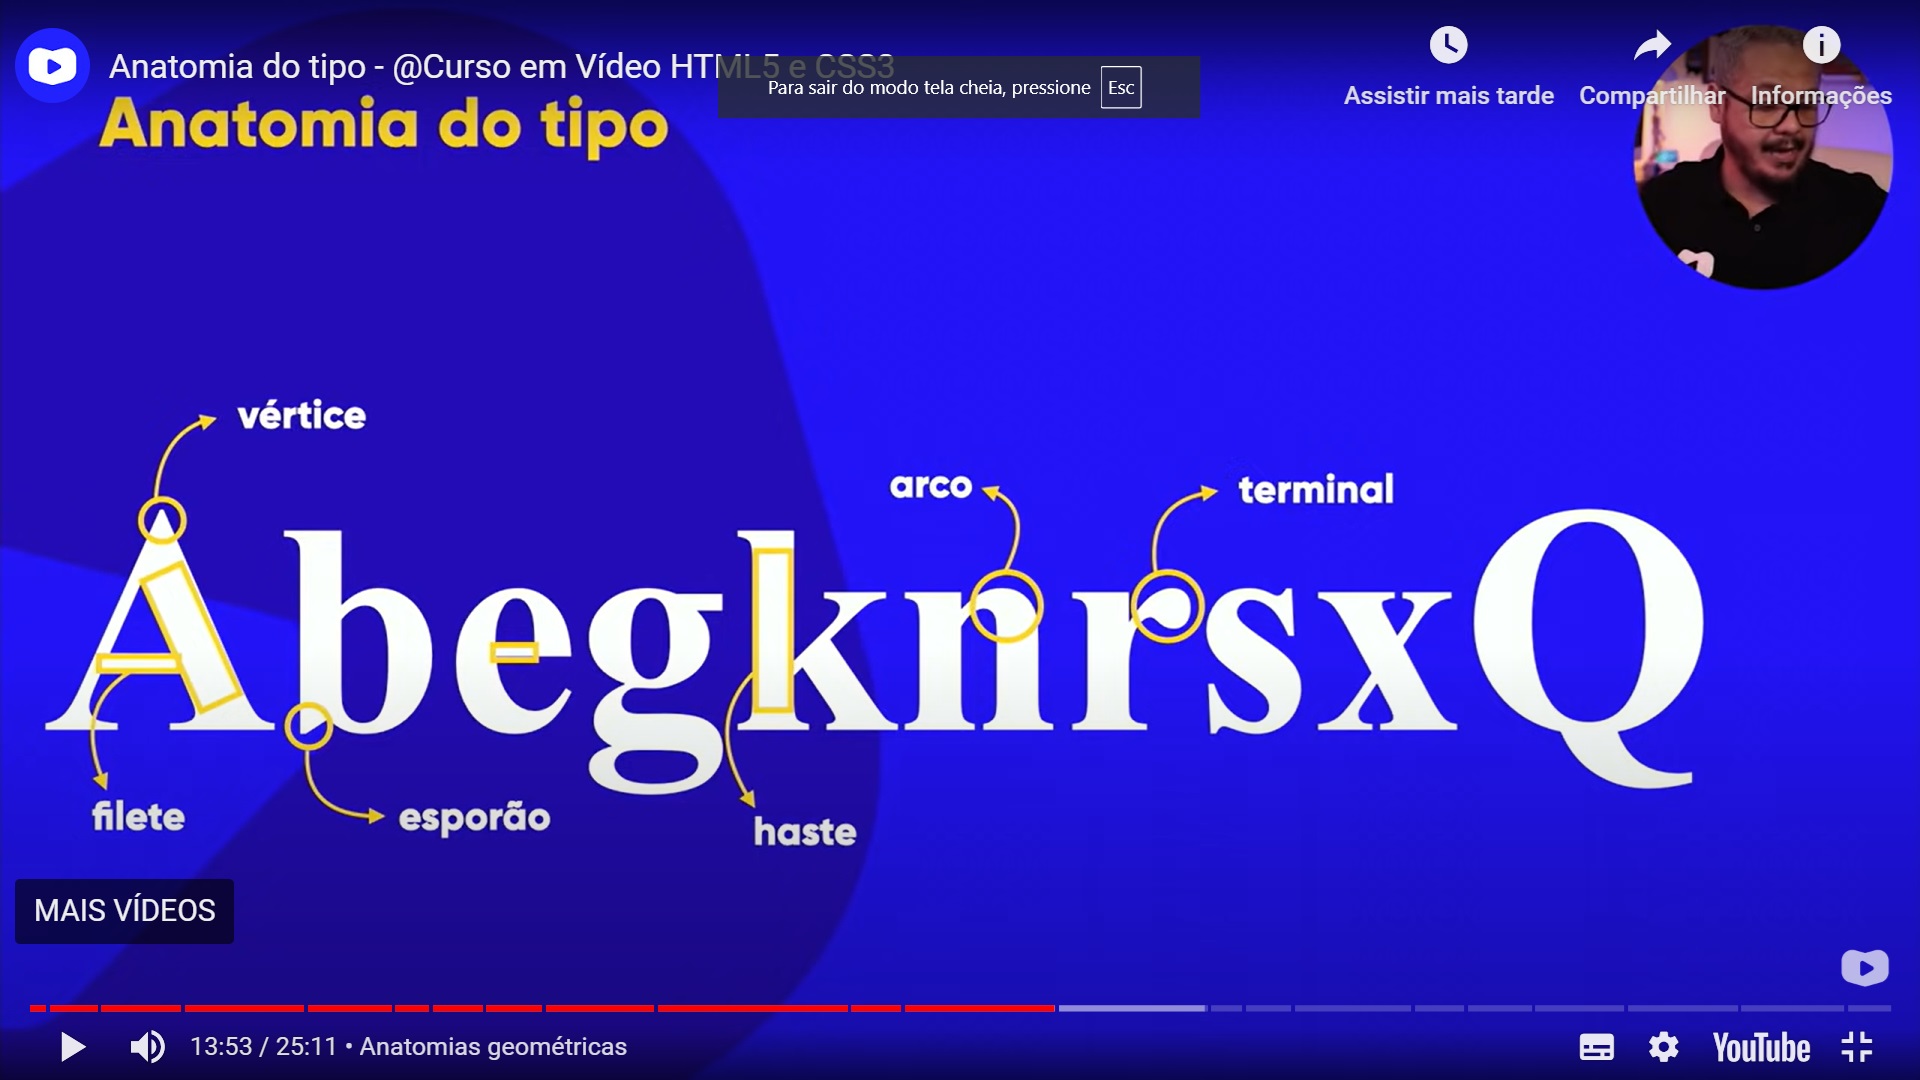 Anatomia do tipo - @Curso em Vídeo HTML5 e CSS3
Para sair do modo tela cheia, pressione Esc
Assistir mais tarde
Compartilhar
Informações
Anatomia do tipo
vértice
arco
terminal
AbegknrsxQ
filete
esporão
haste
MAIS VÍDEOS
13:53 / 25:11 • Anatomias geométricas
YouTube